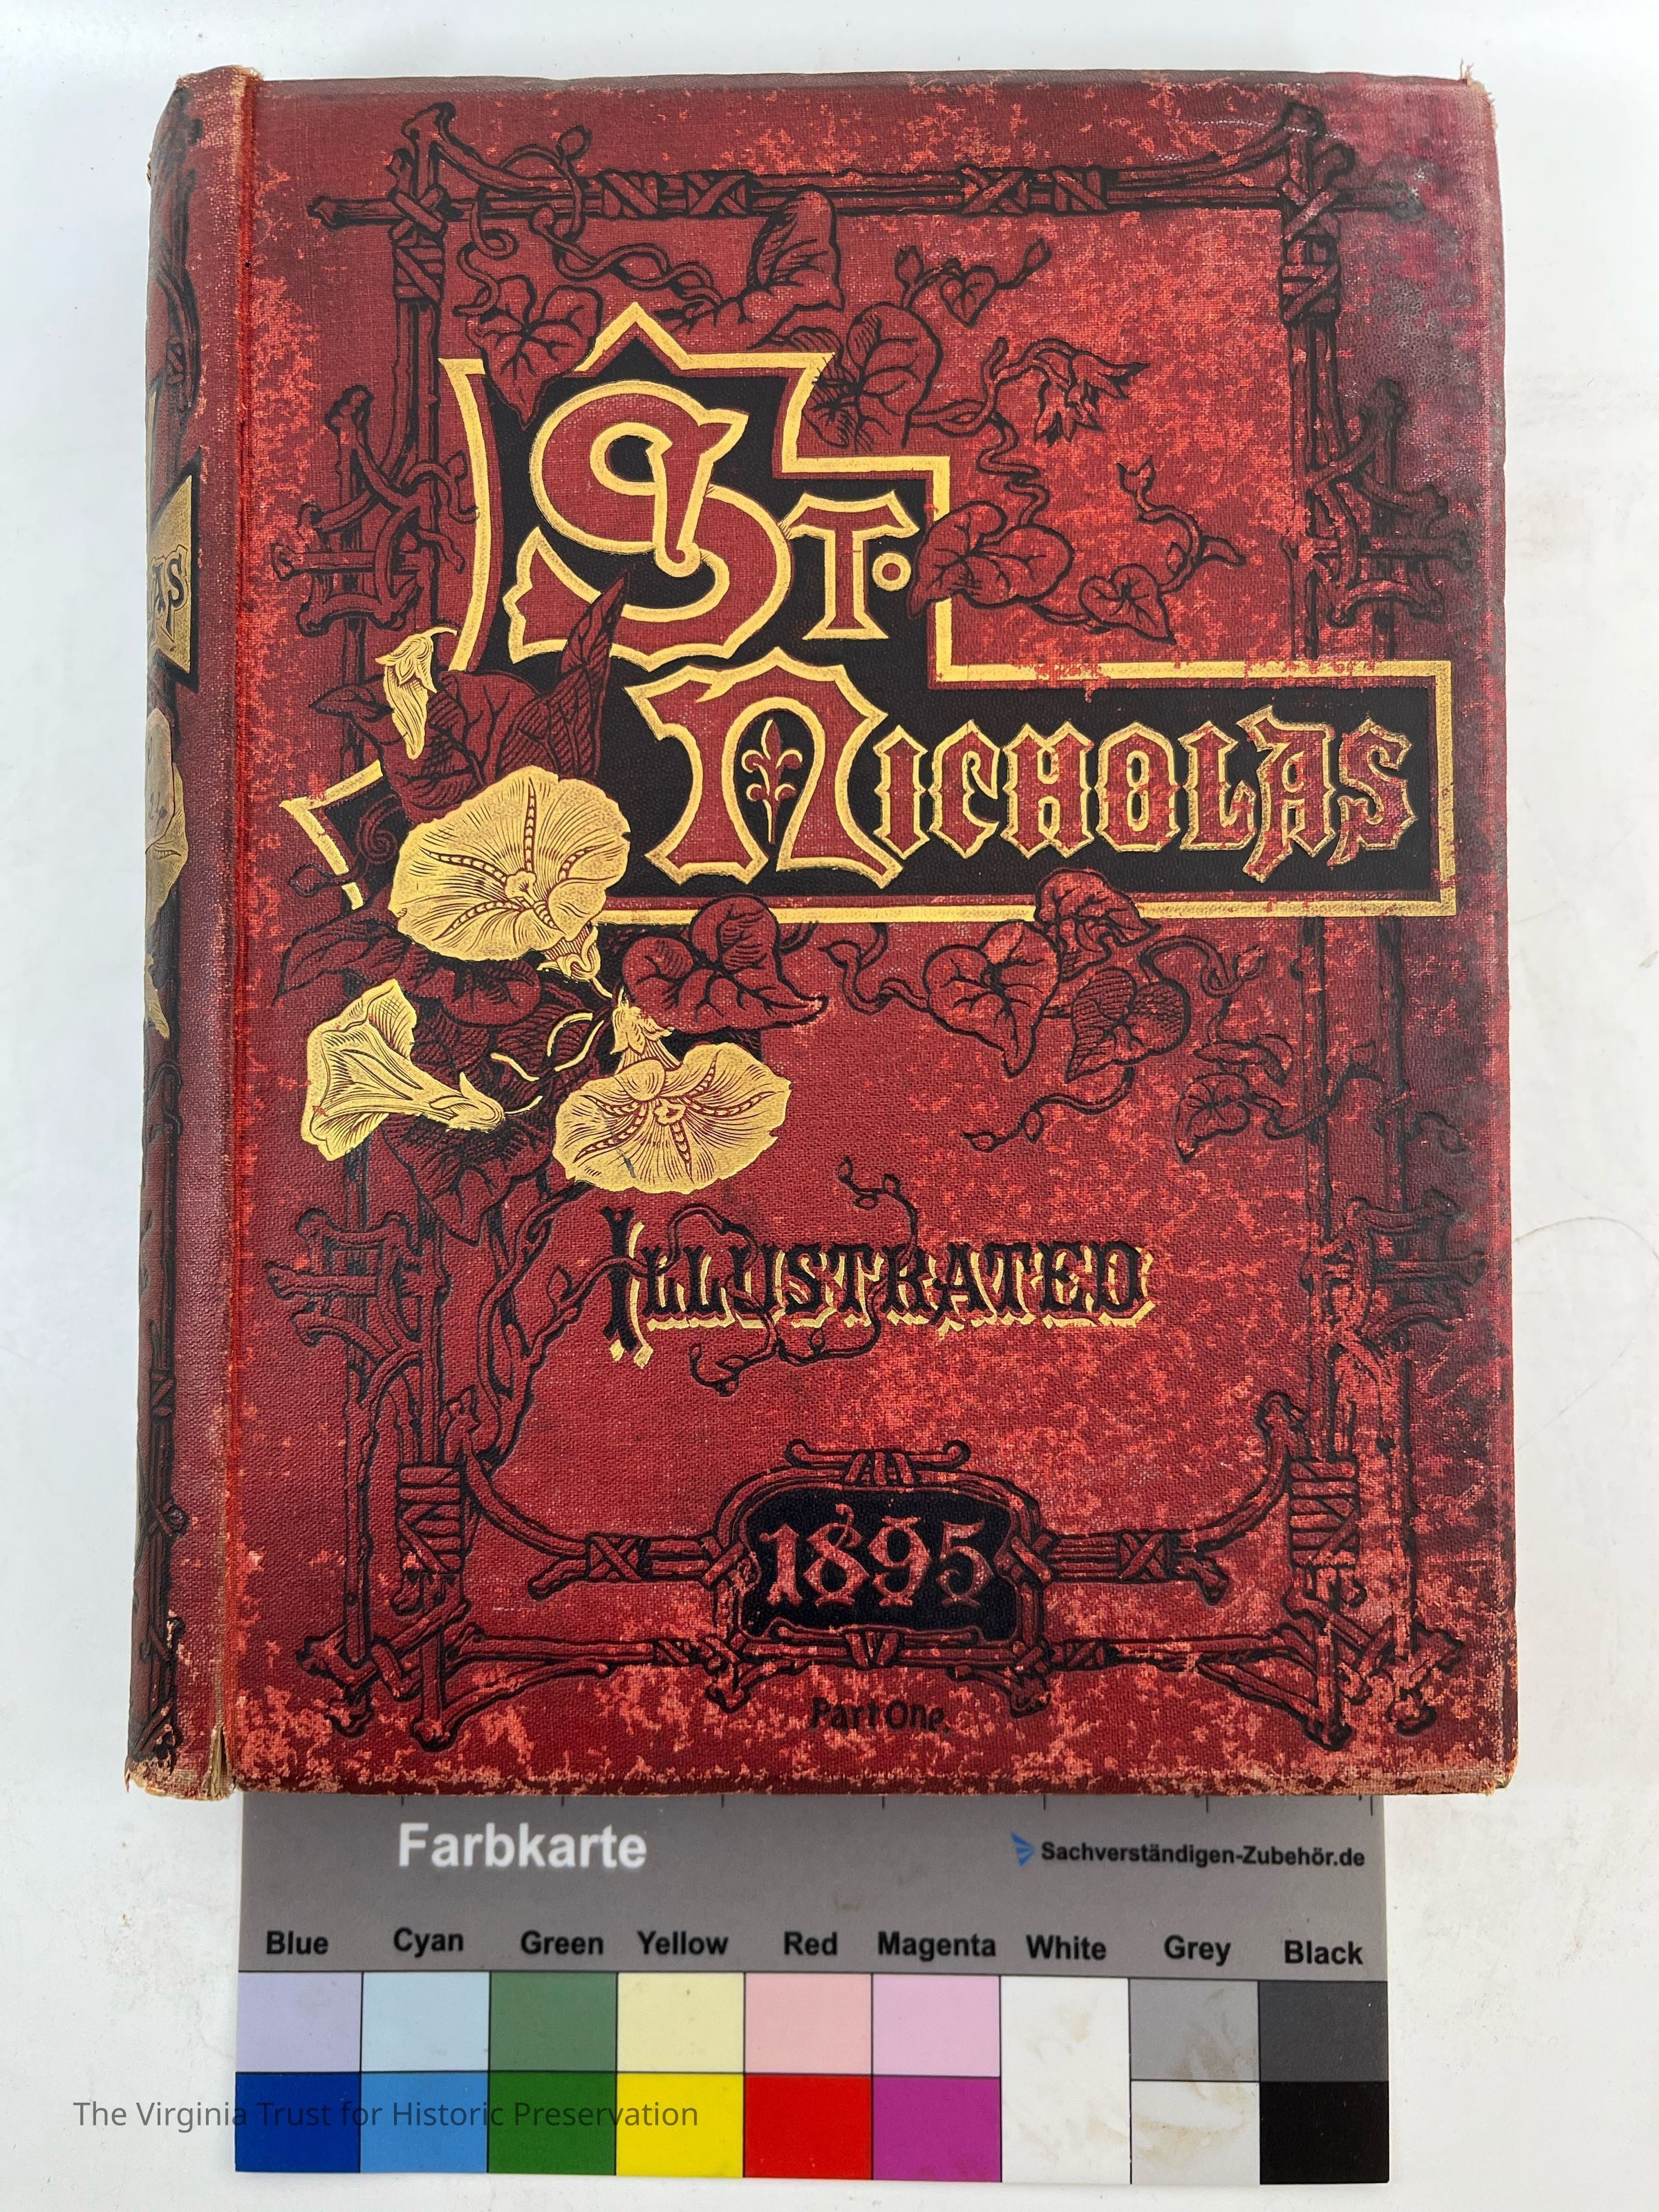 St.
Nicholas
AS
Illustrated
1895
Part One.
Farbkarte
Sachverständigen-Zubehör.de
Blue Cyan Green Yellow Red Magenta White Grey Black
The Virginia Trust for Historic Preservation